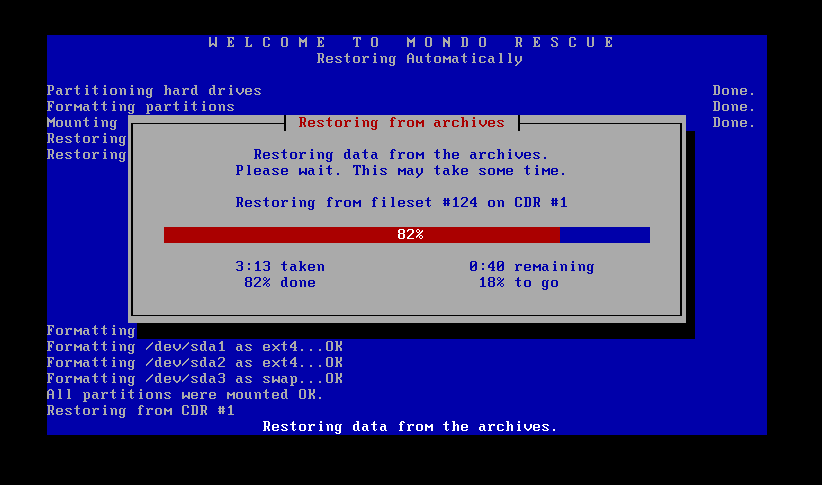 W E L C O M E   T O   M O N D O   R E S C U E
Restoring Automatically
Partitioning hard drives Done.
Formatting partitions Done.
Mounting Done.
Restoring
Restoring
Restoring from archives
Restoring data from the archives.
Please wait. This may take some time.
Restoring from fileset #124 on CDR #1
82%
3:13 taken 0:40 remaining
82% done 18% to go
Formatting
Formatting /dev/sda1 as ext4...OK
Formatting /dev/sda2 as ext4...OK
Formatting /dev/sda3 as swap...OK
All partitions were mounted OK.
Restoring from CDR #1
Restoring data from the archives.